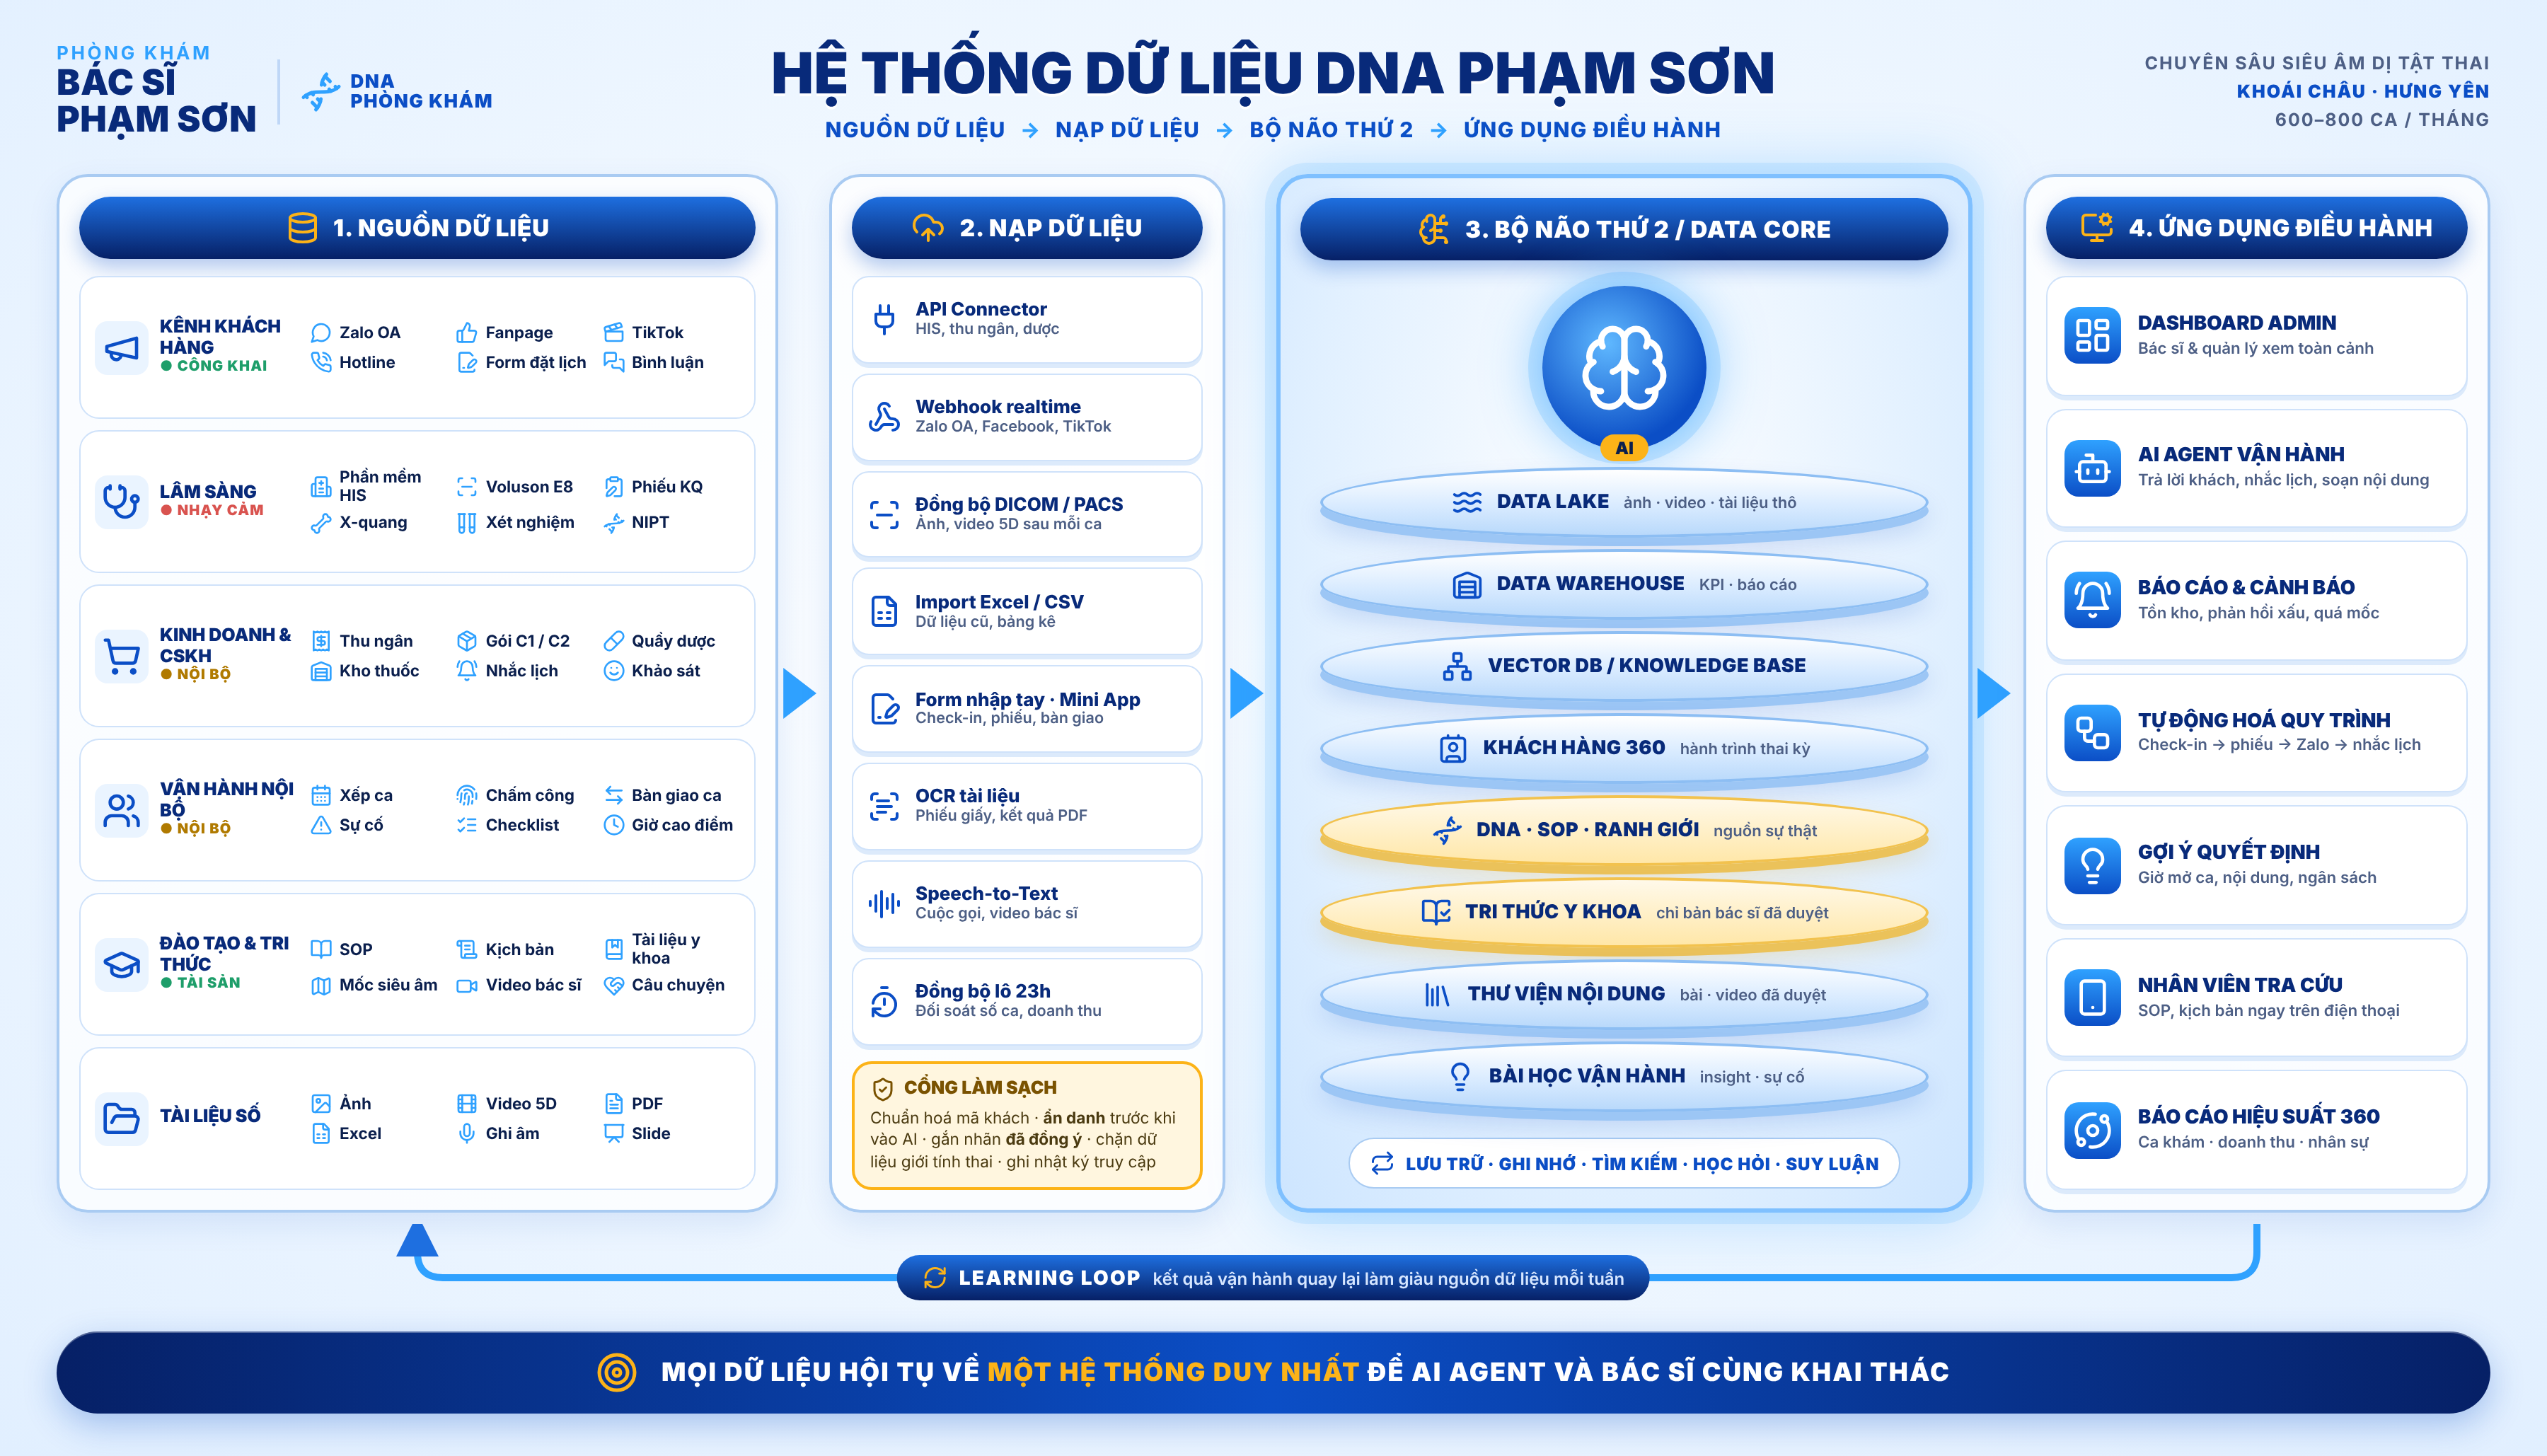 PHÒNG KHÁM
BÁC SĨ
PHẠM SƠN
DNA
PHÒNG KHÁM
HỆ THỐNG DỮ LIỆU DNA PHẠM SƠN
NGUỒN DỮ LIỆU → NẠP DỮ LIỆU → BỘ NÃO THỨ 2 → ỨNG DỤNG ĐIỀU HÀNH
CHUYÊN SÂU SIÊU ÂM DỊ TẬT THAI
KHOÁI CHÂU · HƯNG YÊN
600–800 CA / THÁNG
1. NGUỒN DỮ LIỆU
KÊNH KHÁCH
HÀNG
CÔNG KHAI
Zalo OA
Fanpage
TikTok
Hotline
Form đặt lịch
Bình luận
LÂM SÀNG
NHẠY CẢM
Phần mềm
HIS
Voluson E8
Phiếu KQ
X-quang
Xét nghiệm
NIPT
KINH DOANH &
CSKH
NỘI BỘ
Thu ngân
Gói C1 / C2
Quầy dược
Kho thuốc
Nhắc lịch
Khảo sát
VẬN HÀNH NỘI
BỘ
NỘI BỘ
Xếp ca
Chấm công
Bàn giao ca
Sự cố
Checklist
Giờ cao điểm
ĐÀO TẠO & TRI
THỨC
TÀI SẢN
SOP
Kịch bản
Tài liệu y
khoa
Mốc siêu âm
Video bác sĩ
Câu chuyện
TÀI LIỆU SỐ
Ảnh
Video 5D
PDF
Excel
Ghi âm
Slide
2. NẠP DỮ LIỆU
API Connector
HIS, thu ngân, dược
Webhook realtime
Zalo OA, Facebook, TikTok
Đồng bộ DICOM / PACS
Ảnh, video 5D sau mỗi ca
Import Excel / CSV
Dữ liệu cũ, bảng kê
Form nhập tay · Mini App
Check-in, phiếu, bàn giao
OCR tài liệu
Phiếu giấy, kết quả PDF
Speech-to-Text
Cuộc gọi, video bác sĩ
Đồng bộ lô 23h
Đối soát số ca, doanh thu
CỔNG LÀM SẠCH
Chuẩn hoá mã khách · ẩn danh trước khi
vào AI · gắn nhãn đã đồng ý · chặn dữ
liệu giới tính thai · ghi nhật ký truy cập
3. BỘ NÃO THỨ 2 / DATA CORE
AI
DATA LAKE ảnh · video · tài liệu thô
DATA WAREHOUSE KPI · báo cáo
VECTOR DB / KNOWLEDGE BASE
KHÁCH HÀNG 360 hành trình thai kỳ
DNA · SOP · RANH GIỚI nguồn sự thật
TRI THỨC Y KHOA chỉ bản bác sĩ đã duyệt
THƯ VIỆN NỘI DUNG bài · video đã duyệt
BÀI HỌC VẬN HÀNH insight · sự cố
LƯU TRỮ · GHI NHỚ · TÌM KIẾM · HỌC HỎI · SUY LUẬN
4. ỨNG DỤNG ĐIỀU HÀNH
DASHBOARD ADMIN
Bác sĩ & quản lý xem toàn cảnh
AI AGENT VẬN HÀNH
Trả lời khách, nhắc lịch, soạn nội dung
BÁO CÁO & CẢNH BÁO
Tồn kho, phản hồi xấu, quá mốc
TỰ ĐỘNG HOÁ QUY TRÌNH
Check-in → phiếu → Zalo → nhắc lịch
GỢI Ý QUYẾT ĐỊNH
Giờ mở ca, nội dung, ngân sách
NHÂN VIÊN TRA CỨU
SOP, kịch bản ngay trên điện thoại
BÁO CÁO HIỆU SUẤT 360
Ca khám · doanh thu · nhân sự
LEARNING LOOP kết quả vận hành quay lại làm giàu nguồn dữ liệu mỗi tuần
MỌI DỮ LIỆU HỘI TỤ VỀ MỘT HỆ THỐNG DUY NHẤT ĐỂ AI AGENT VÀ BÁC SĨ CÙNG KHAI THÁC